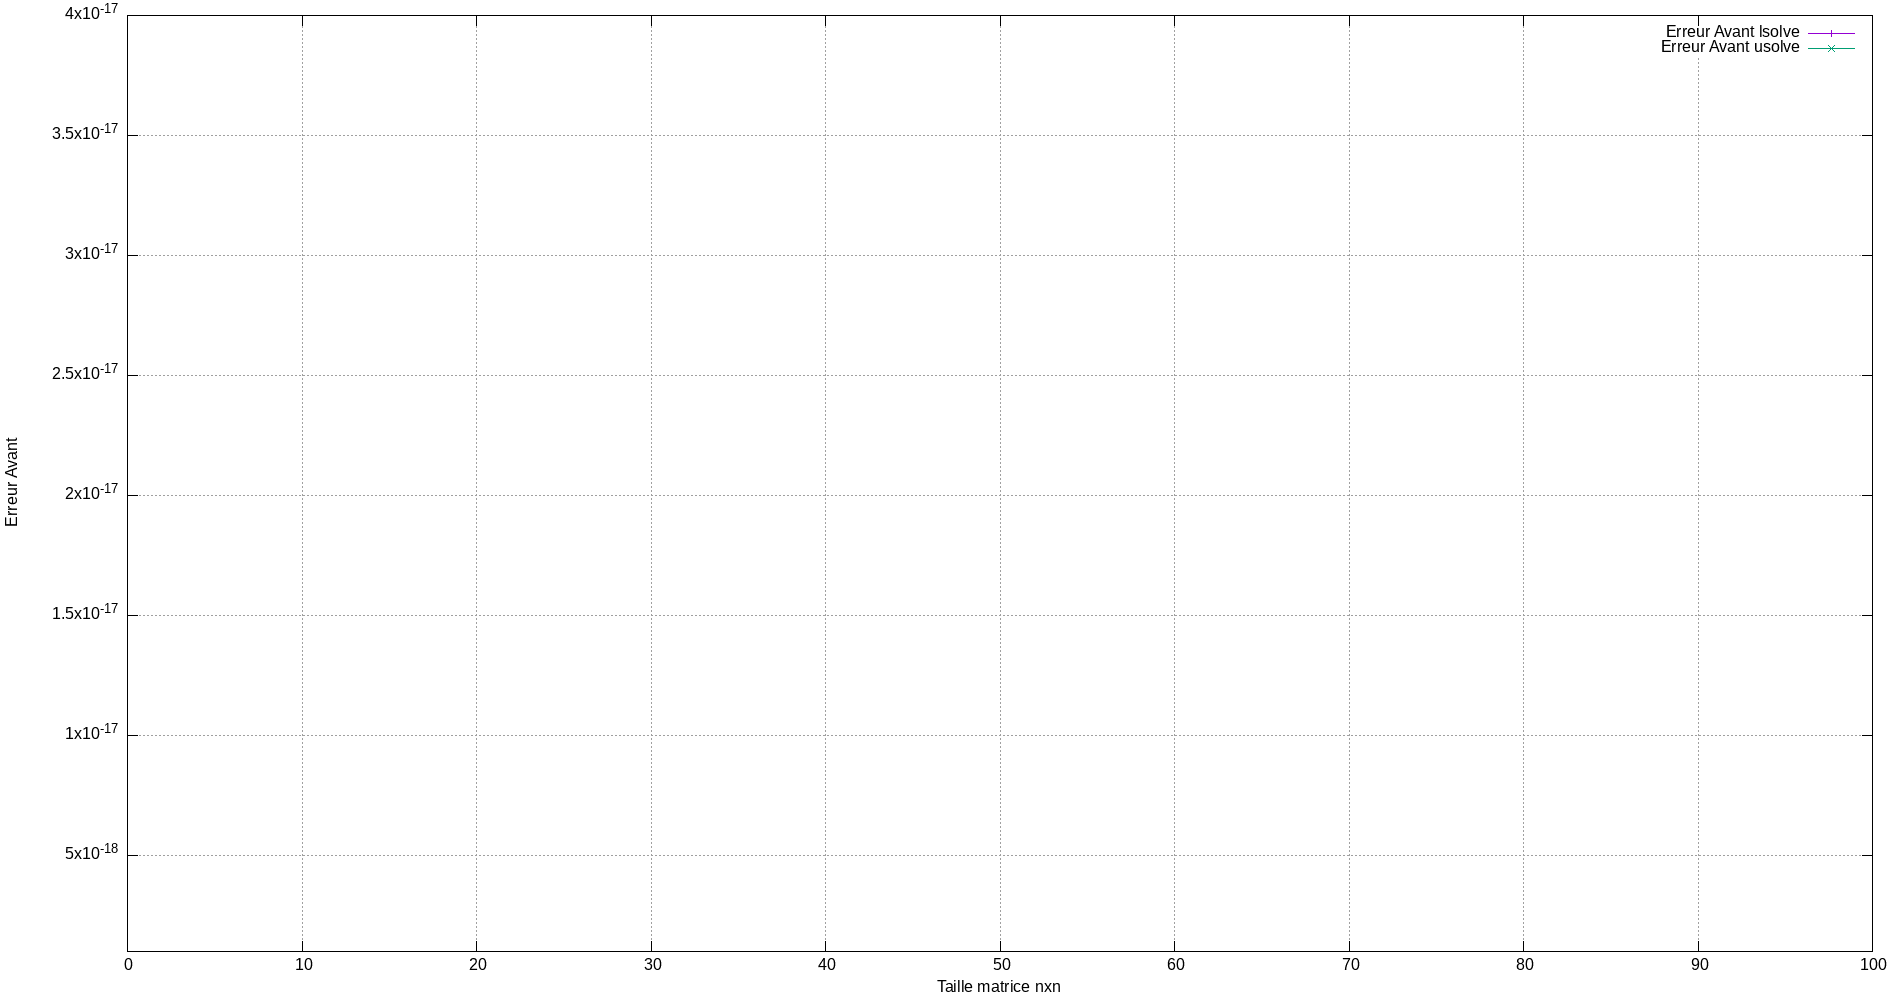 4x10-17
Erreur Avant lsolve
Erreur Avant usolve
3.5x10-17
3x10-17
2.5x10-17
2x10-17
1.5x10-17
1x10-17
5x10-18
Erreur Avant
0 10 20 30 40 50 60 70 80 90 100
Taille matrice nxn